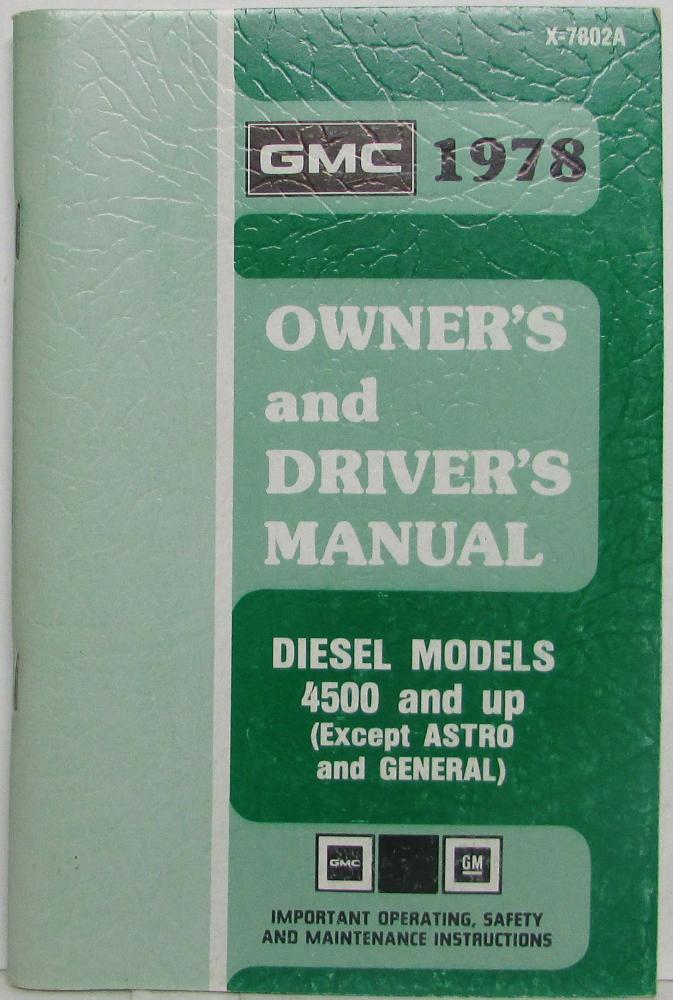 X-7802A
GMC 1978
OWNER'S
and
DRIVER'S
MANUAL
DIESEL MODELS
4500 and up
(Except ASTRO
and GENERAL)
GMC GM
IMPORTANT OPERATING, SAFETY
AND MAINTENANCE INSTRUCTIONS